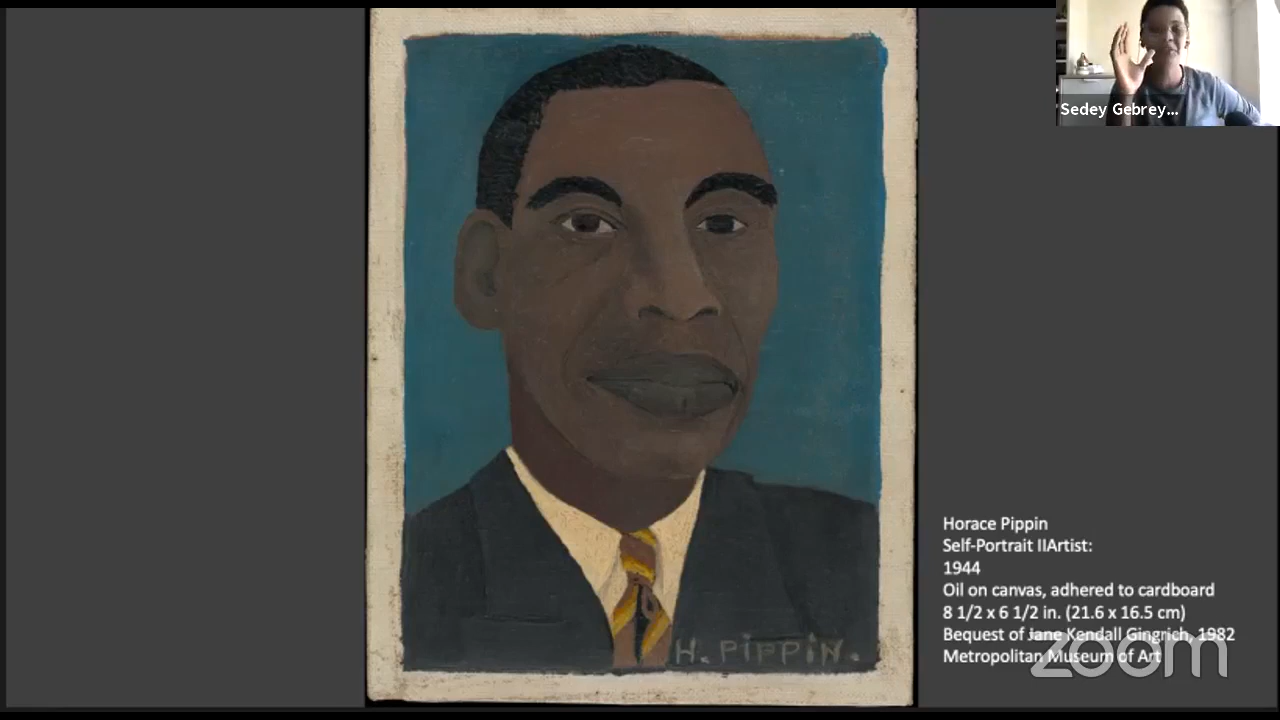 Sedey Gebrey...
H. PIPPIN.
Horace Pippin
Self-Portrait IIArtist:
1944
Oil on canvas, adhered to cardboard
8 1/2 x 6 1/2 in. (21.6 x 16.5 cm)
Bequest of Jane Kendall Gingrich, 1982
Metropolitan Museum of Art
zoom